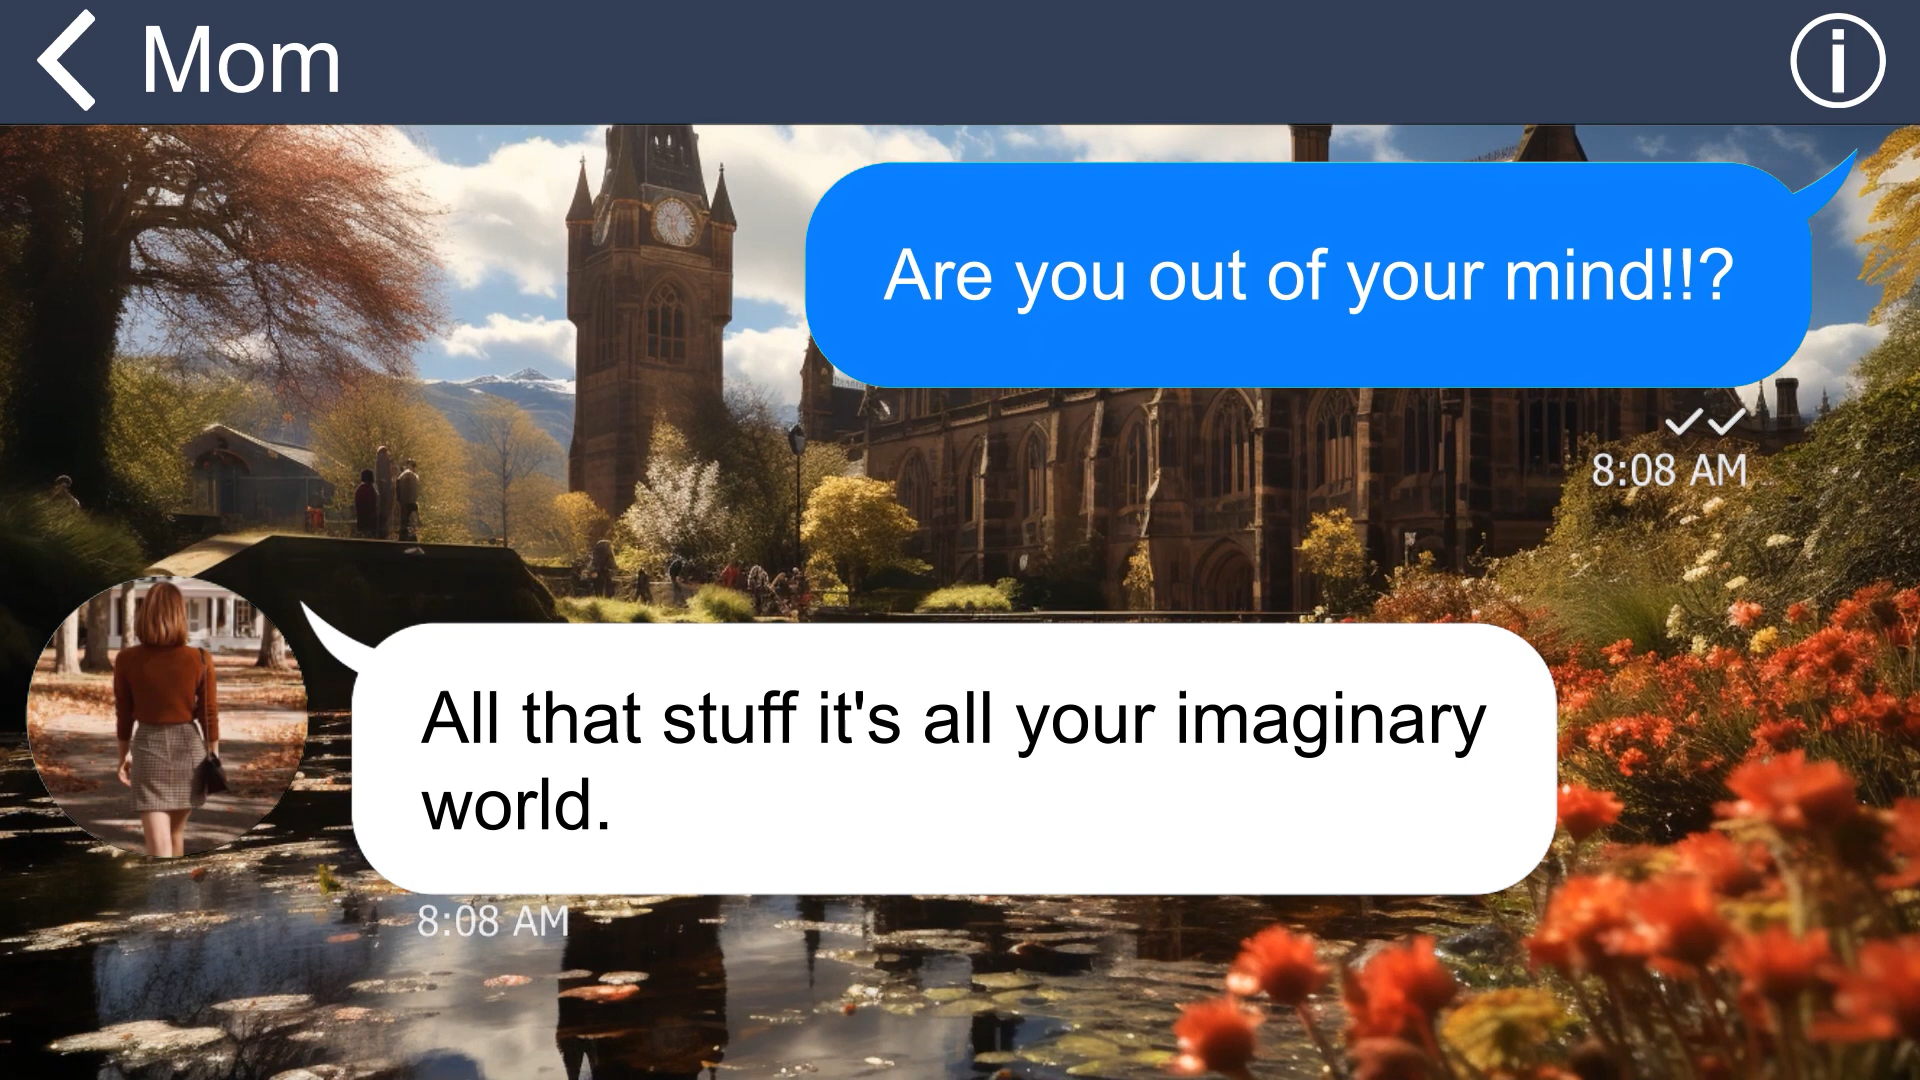 Mom
Are you out of your mind!!?
8:08 AM
All that stuff it's all your imaginary
world.
8:08 AM